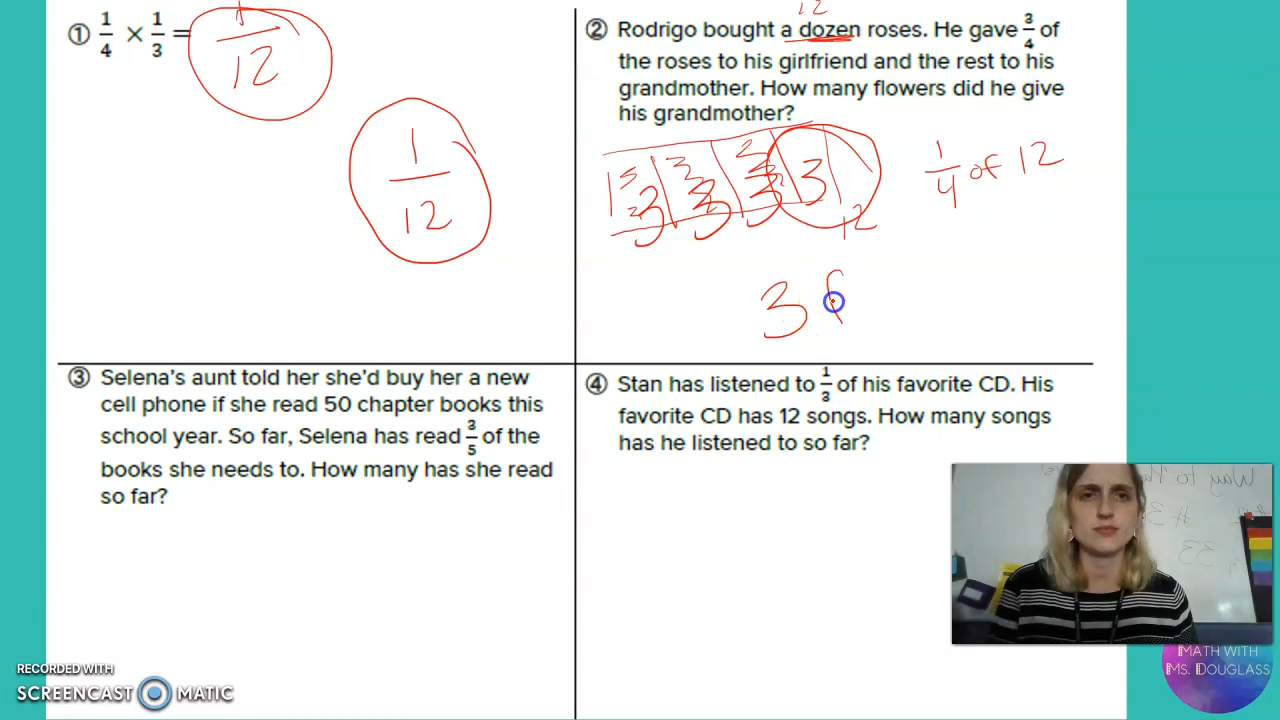 ① 1/4 × 1/3 = 1/12
1/12
12
② Rodrigo bought a dozen roses. He gave 3/4 of
the roses to his girlfriend and the rest to his
grandmother. How many flowers did he give
his grandmother?
3 3 3 3
12
1/4 of 12
3 f
③ Selena's aunt told her she'd buy her a new
cell phone if she read 50 chapter books this
school year. So far, Selena has read 3/5 of the
books she needs to. How many has she read
so far?
④ Stan has listened to 1/3 of his favorite CD. His
favorite CD has 12 songs. How many songs
has he listened to so far?
Way to
33
RECORDED WITH
SCREENCAST MATIC
MATH WITH
MS. DOUGLASS